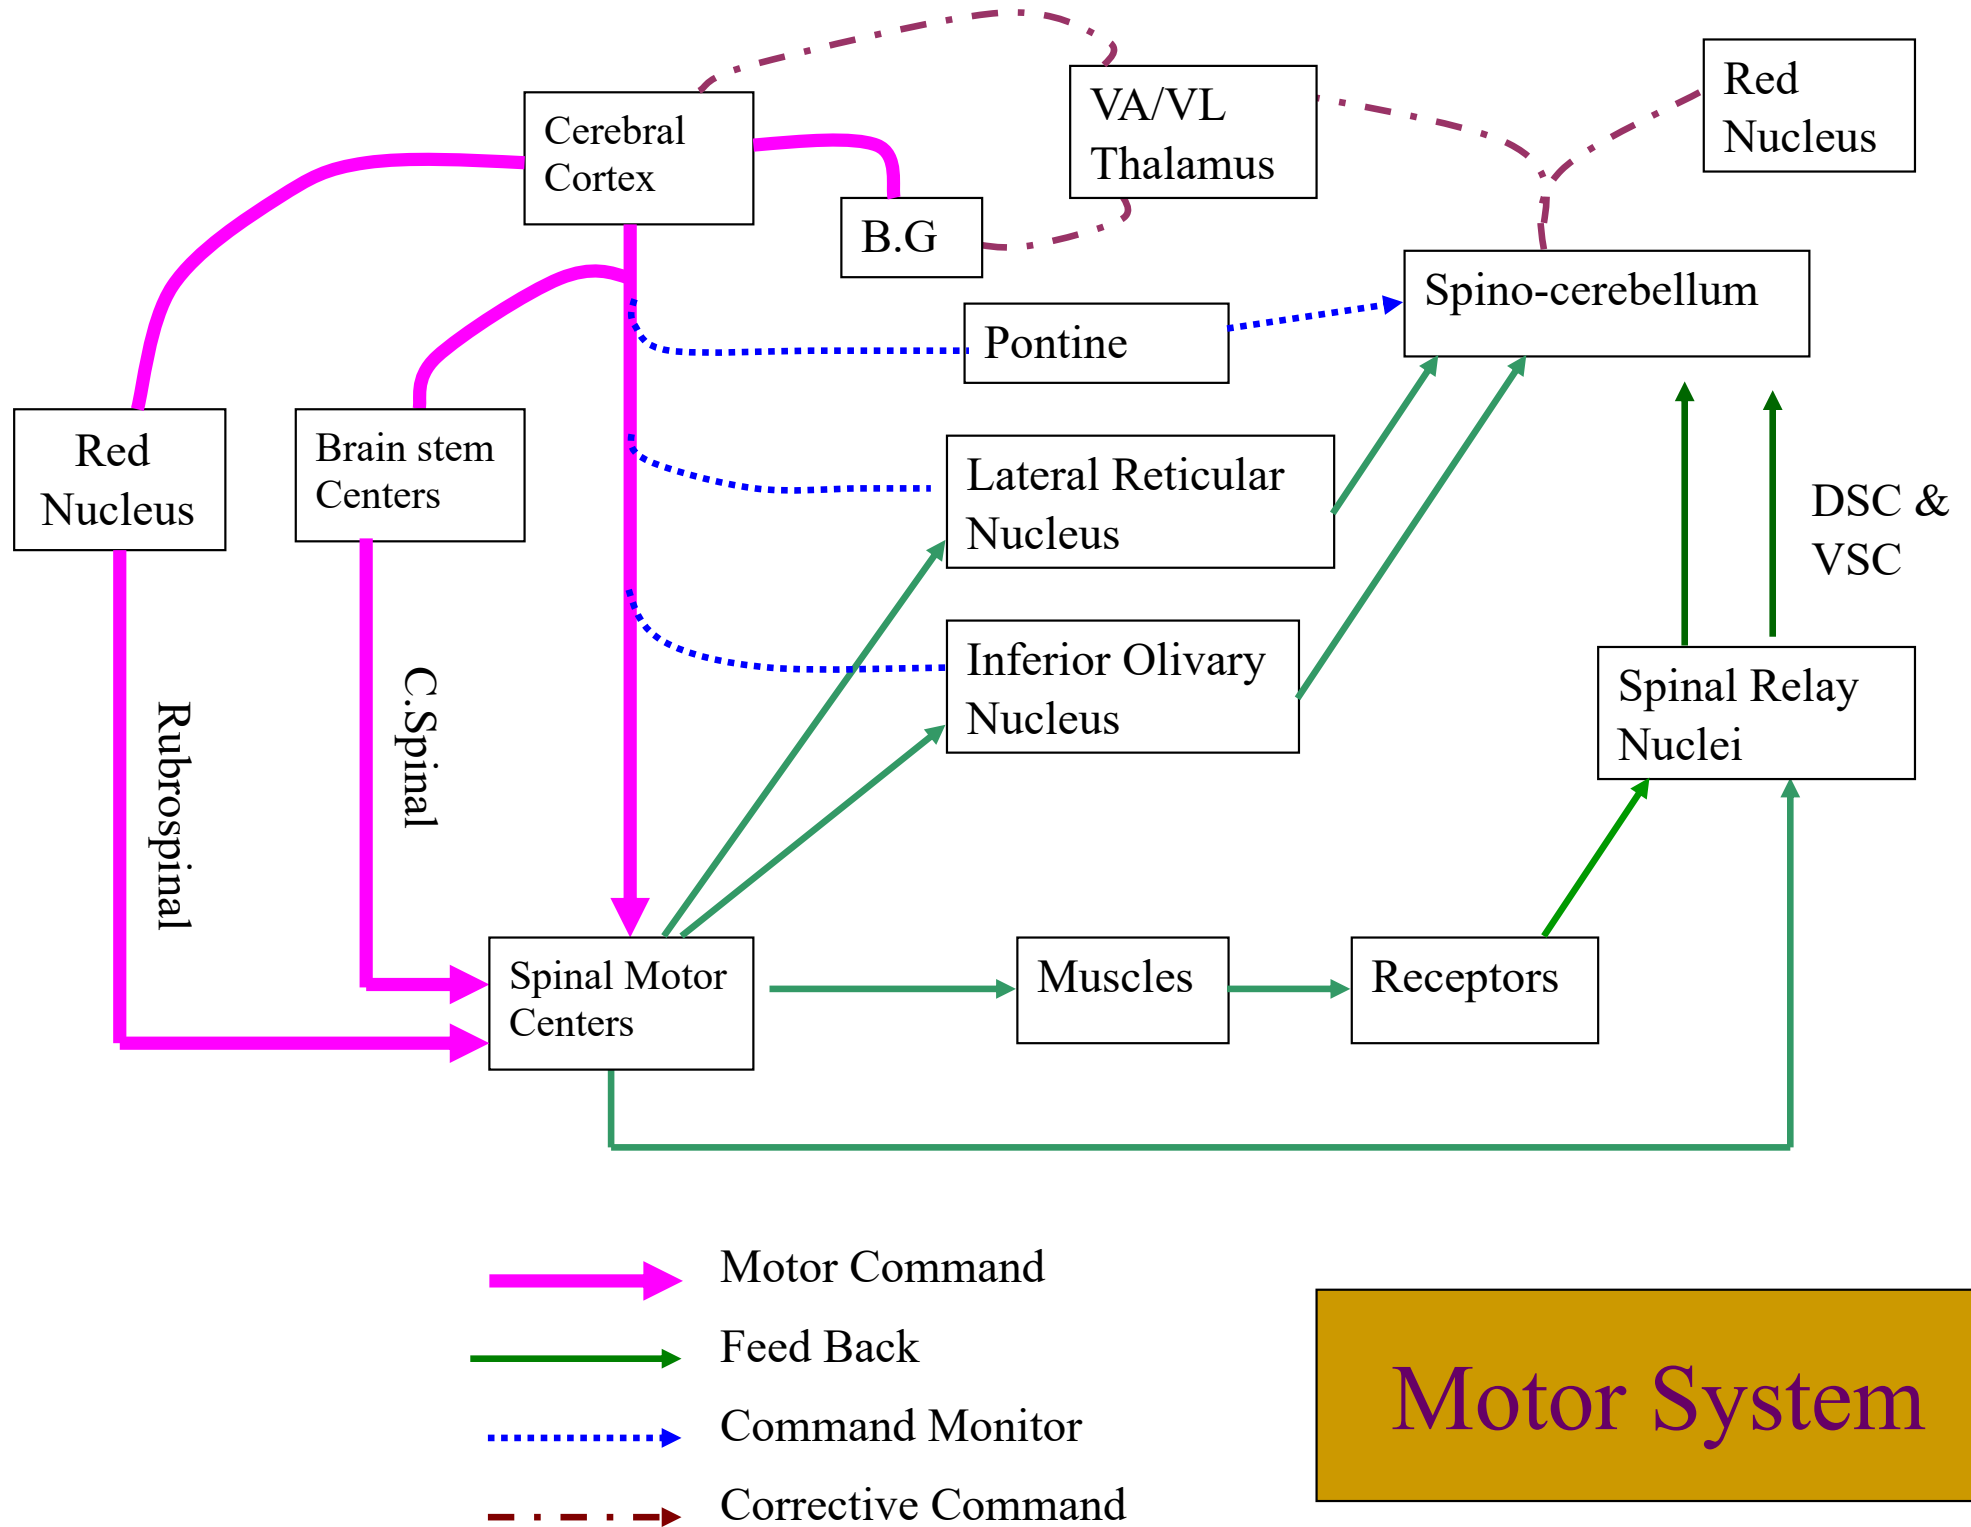 Cerebral
Cortex
VA/VL
Thalamus
Red
Nucleus
B.G
Spino-cerebellum
Pontine
Red
Nucleus
Brain stem
Centers
Lateral Reticular
Nucleus
DSC &
VSC
Inferior Olivary
Nucleus
Spinal Relay
Nuclei
Rubrospinal
C.Spinal
Spinal Motor
Centers
Muscles
Receptors
Motor Command
Feed Back
Command Monitor
Corrective Command
Motor System